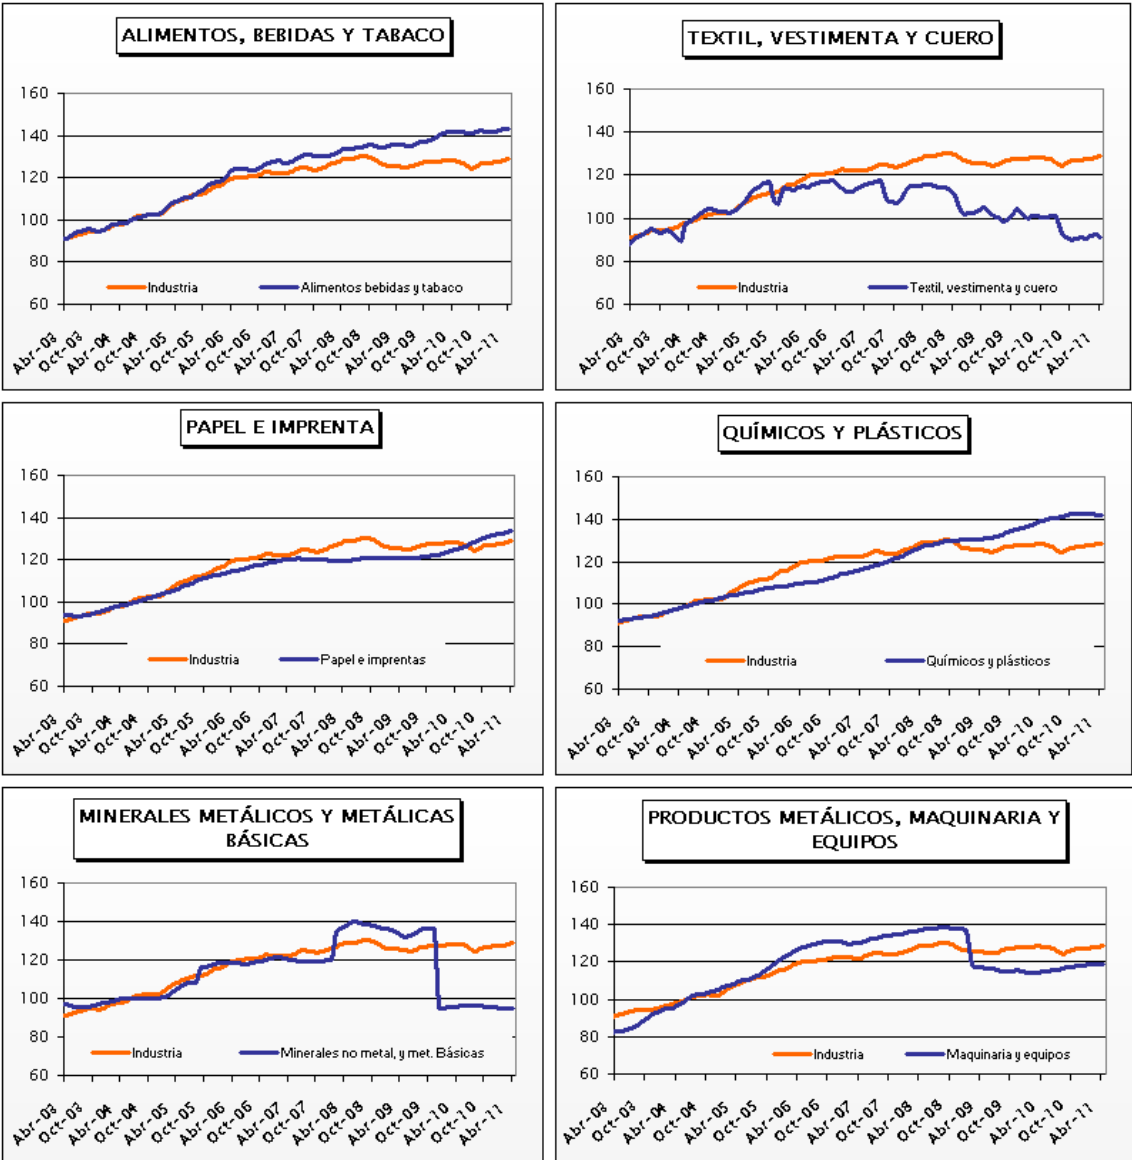 ALIMENTOS, BEBIDAS Y TABACO
160
140
120
100
80
60
Industria
Alimentos bebidas y tabaco
Abr-03
Oct-03
Abr-04
Oct-04
Abr-05
Oct-05
Abr-06
Oct-06
Abr-07
Oct-07
Abr-08
Oct-08
Abr-09
Oct-09
Abr-10
Oct-10
Abr-11
TEXTIL, VESTIMENTA Y CUERO
160
140
120
100
80
60
Industria
Textil, vestimenta y cuero
Abr-03
Oct-03
Abr-04
Oct-04
Abr-05
Oct-05
Abr-06
Oct-06
Abr-07
Oct-07
Abr-08
Oct-08
Abr-09
Oct-09
Abr-10
Oct-10
Abr-11
PAPEL E IMPRENTA
160
140
120
100
80
60
Industria
Papel e imprentas
Abr-03
Oct-03
Abr-04
Oct-04
Abr-05
Oct-05
Abr-06
Oct-06
Abr-07
Oct-07
Abr-08
Oct-08
Abr-09
Oct-09
Abr-10
Oct-10
Abr-11
QUÍMICOS Y PLÁSTICOS
160
140
120
100
80
60
Industria
Químicos y plásticos
Abr-03
Oct-03
Abr-04
Oct-04
Abr-05
Oct-05
Abr-06
Oct-06
Abr-07
Oct-07
Abr-08
Oct-08
Abr-09
Oct-09
Abr-10
Oct-10
Abr-11
MINERALES METÁLICOS Y METÁLICAS
BÁSICAS
160
140
120
100
80
60
Industria
Minerales no metal, y met. Básicas
Abr-03
Oct-03
Abr-04
Oct-04
Abr-05
Oct-05
Abr-06
Oct-06
Abr-07
Oct-07
Abr-08
Oct-08
Abr-09
Oct-09
Abr-10
Oct-10
Abr-11
PRODUCTOS METÁLICOS, MAQUINARIA Y
EQUIPOS
160
140
120
100
80
60
Industria
Maquinaria y equipos
Abr-03
Oct-03
Abr-04
Oct-04
Abr-05
Oct-05
Abr-06
Oct-06
Abr-07
Oct-07
Abr-08
Oct-08
Abr-09
Oct-09
Abr-10
Oct-10
Abr-11